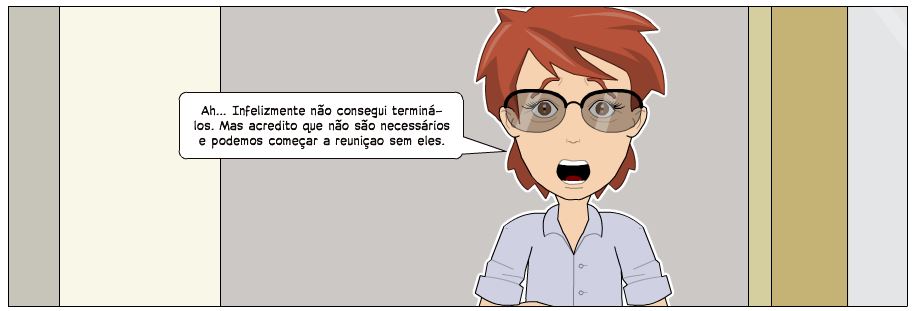 Ah... Infelizmente não consegui terminá-
los. Mas acredito que não são necessários
e podemos começar a reuniçao sem eles.